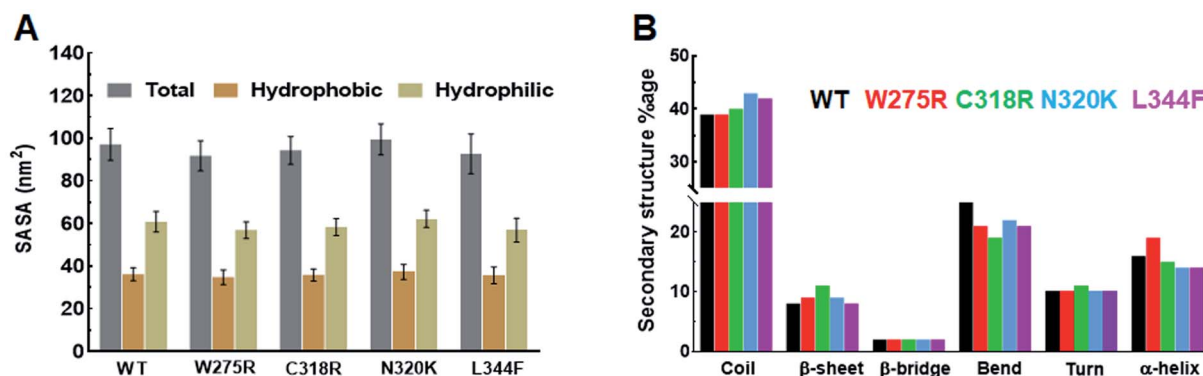 A
SASA (nm²)
140
120
100
80
60
40
20
0
Total Hydrophobic Hydrophilic
WT W275R C318R N320K L344F
B
Secondary structure %age
50
40
30
20
10
0
WT W275R C318R N320K L344F
Coil β-sheet β-bridge Bend Turn α-helix